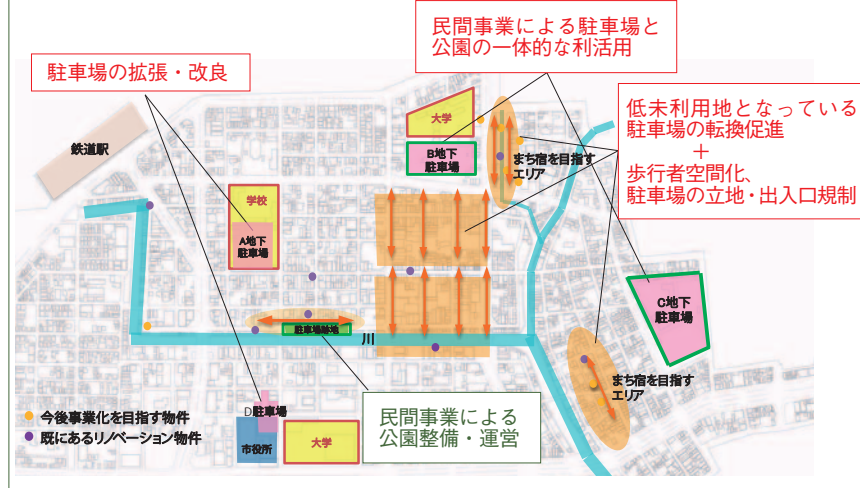 民間事業による駐車場と
公園の一体的な利活用
駐車場の拡張・改良
低未利用地となっている
駐車場の転換促進
＋
歩行者空間化、
駐車場の立地・出入口規制
鉄道駅
大学
B地下
駐車場
まち宿を目指す
エリア
学校
A地下
駐車場
C地下
駐車場
駐車場跡地
川
まち宿を目指す
エリア
民間事業による
公園整備・運営
D駐車場
市役所
大学
今後事業化を目指す物件
既にあるリノベーション物件